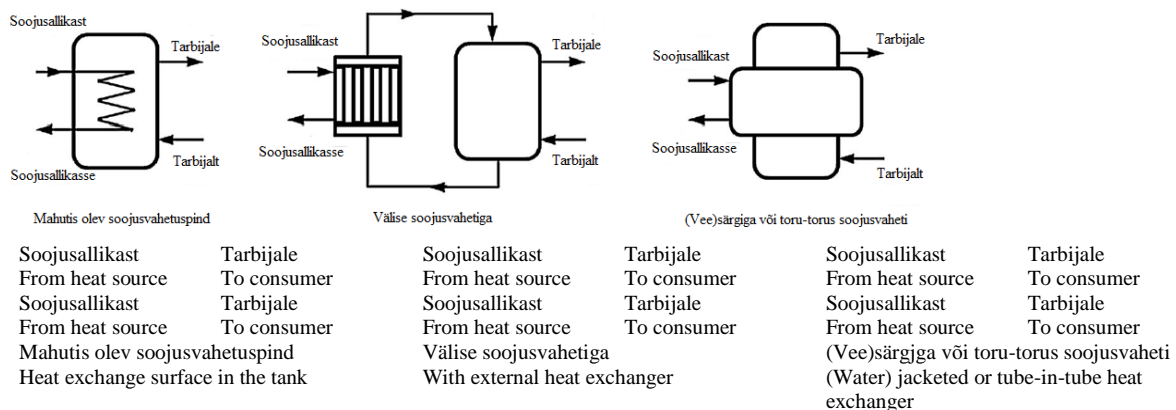 Soojusallikast
Tarbijale
Soojusallikasse
Tarbijalt
Mahutis olev soojusvahetuspind
Soojusallikast
Tarbijale
Soojusallikasse
Tarbijalt
Välise soojusvahetiga
Soojusallikast
Tarbijale
Soojusallikasse
Tarbijalt
(Vee)särgiga või toru-torus soojusvaheti
Soojusallikast Tarbijale Soojusallikast Tarbijale Soojusallikast Tarbijale
From heat source To consumer From heat source To consumer From heat source To consumer
Soojusallikast Tarbijale Soojusallikast Tarbijale Soojusallikast Tarbijale
From heat source To consumer From heat source To consumer From heat source To consumer
Mahutis olev soojusvahetuspind Välise soojusvahetiga (Vee)särgjga või toru-torus soojusvaheti
Heat exchange surface in the tank With external heat exchanger (Water) jacketed or tube-in-tube heat
exchanger